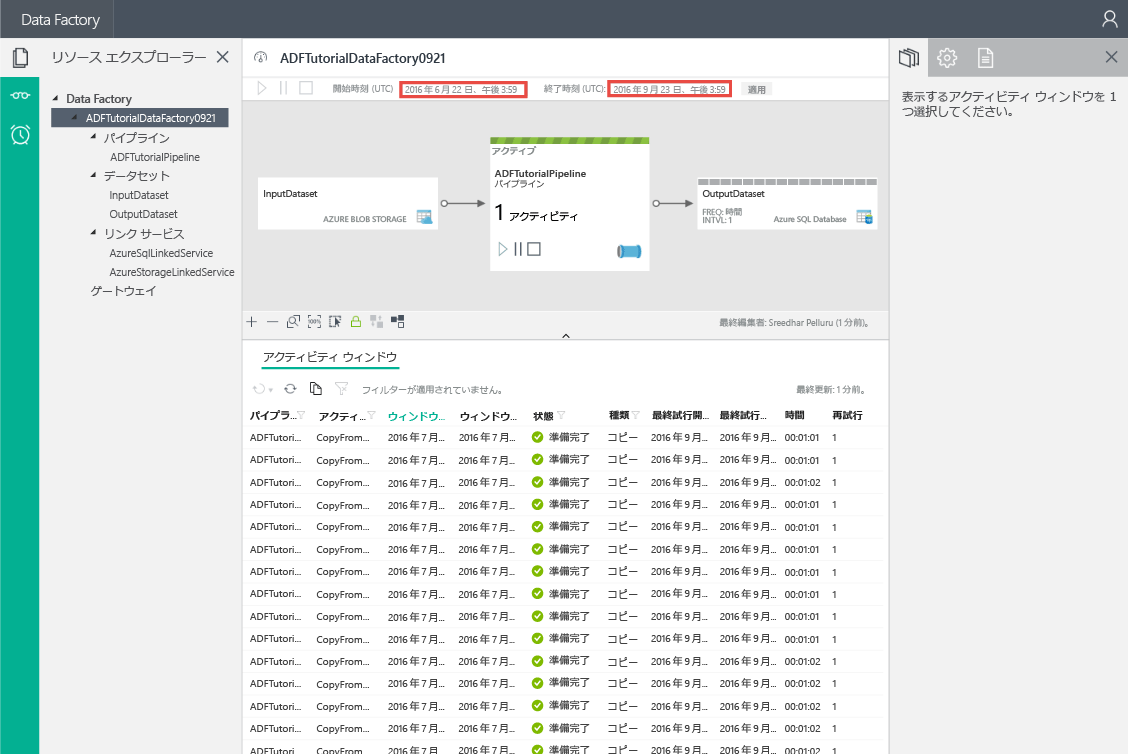 Data Factory
リソース エクスプローラー
Data Factory
ADFTutorialDataFactory0921
パイプライン
ADFTutorialPipeline
データセット
InputDataset
OutputDataset
リンク サービス
AzureSqlLinkedService
AzureStorageLinkedService
ゲートウェイ
ADFTutorialDataFactory0921
開始時刻 (UTC) 2016 年 6 月 22 日、午後 3:59 終了時刻 (UTC): 2016 年 9 月 23 日、午後 3:59 適用
InputDataset
AZURE BLOB STORAGE
アクティブ
ADFTutorialPipeline
パイプライン
1 アクティビティ
OutputDataset
FREQ: 時間
INTVL: 1
Azure SQL Database
100%
最終編集者: Sreedhar Pelluru (1 分前)。
アクティビティ ウィンドウ
フィルターが適用されていません。 最終更新: 1 分前。
パイプラ... アクティ... ウィンドウ... ウィンドウ... 状態 種類 最終試行開... 最終試行... 時間 再試行
ADFTutori... CopyFrom... 2016 年 7 月... 2016 年 7 月... 準備完了 コピー 2016 年 9 月... 2016 年 9 月... 00:01:01 1
ADFTutori... CopyFrom... 2016 年 7 月... 2016 年 7 月... 準備完了 コピー 2016 年 9 月... 2016 年 9 月... 00:01:01 1
ADFTutori... CopyFrom... 2016 年 7 月... 2016 年 7 月... 準備完了 コピー 2016 年 9 月... 2016 年 9 月... 00:01:02 1
ADFTutori... CopyFrom... 2016 年 7 月... 2016 年 7 月... 準備完了 コピー 2016 年 9 月... 2016 年 9 月... 00:01:01 1
ADFTutori... CopyFrom... 2016 年 7 月... 2016 年 7 月... 準備完了 コピー 2016 年 9 月... 2016 年 9 月... 00:01:01 1
ADFTutori... CopyFrom... 2016 年 7 月... 2016 年 7 月... 準備完了 コピー 2016 年 9 月... 2016 年 9 月... 00:01:01 1
ADFTutori... CopyFrom... 2016 年 7 月... 2016 年 7 月... 準備完了 コピー 2016 年 9 月... 2016 年 9 月... 00:01:01 1
ADFTutori... CopyFrom... 2016 年 7 月... 2016 年 7 月... 準備完了 コピー 2016 年 9 月... 2016 年 9 月... 00:01:02 1
ADFTutori... CopyFrom... 2016 年 7 月... 2016 年 7 月... 準備完了 コピー 2016 年 9 月... 2016 年 9 月... 00:01:01 1
ADFTutori... CopyFrom... 2016 年 7 月... 2016 年 7 月... 準備完了 コピー 2016 年 9 月... 2016 年 9 月... 00:01:01 1
ADFTutori... CopyFrom... 2016 年 7 月... 2016 年 7 月... 準備完了 コピー 2016 年 9 月... 2016 年 9 月... 00:01:02 1
ADFTutori... CopyFrom... 2016 年 7 月... 2016 年 7 月... 準備完了 コピー 2016 年 9 月... 2016 年 9 月... 00:01:02 1
ADFTutori... CopyFrom... 2016 年 7 月... 2016 年 7 月... 準備完了 コピー 2016 年 9 月... 2016 年 9 月... 00:01:02 1
ADFTutori... CopyFrom... 2016 年 7 月... 2016 年 7 月... 準備完了 コピー 2016 年 9 月... 2016 年 9 月... 00:01:02 1
ADFTutori... CopyFrom... 2016 年 7 月... 2016 年 7 月... 準備完了 コピー 2016 年 9 月... 2016 年 9 月... 00:01:01 1
表示するアクティビティ ウィンドウを 1
つ選択してください。